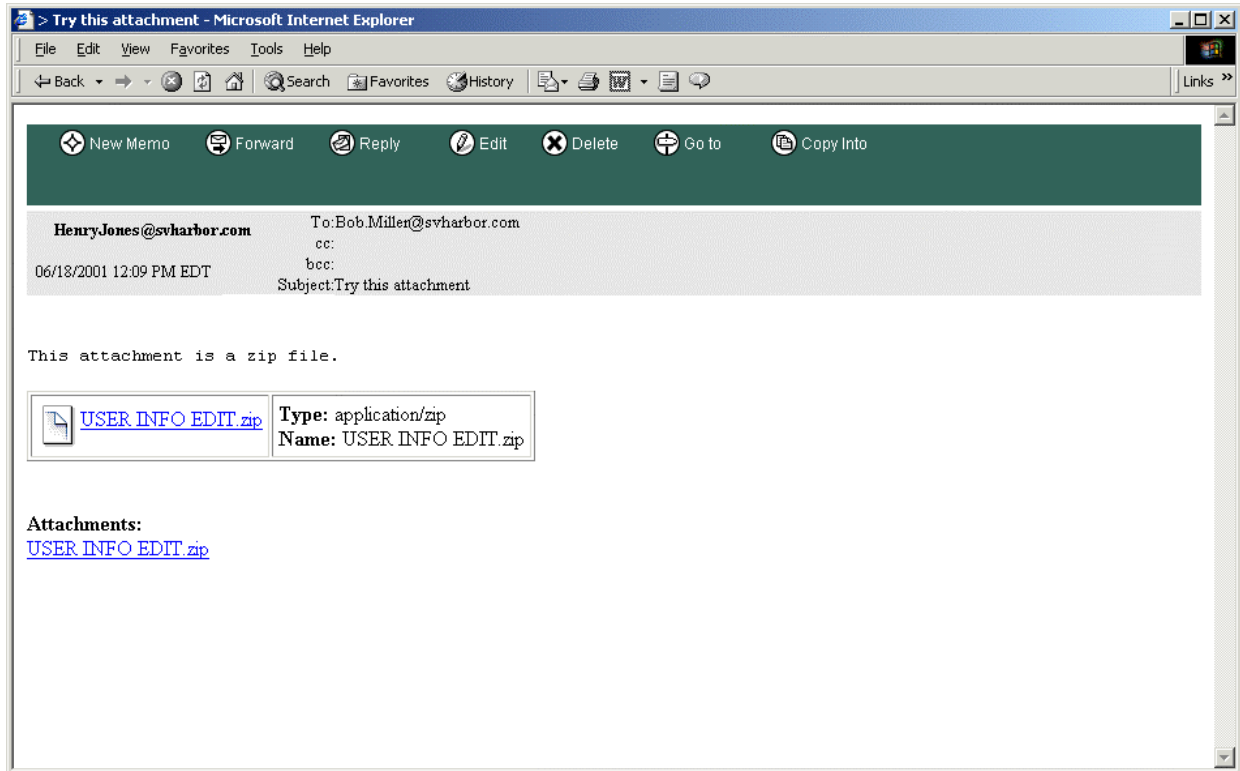 > Try this attachment - Microsoft Internet Explorer
File Edit View Favorites Tools Help
Back Search Favorites History Links »
New Memo Forward Reply Edit Delete Go to Copy Into
HenryJones@svharbor.com
06/18/2001 12:09 PM EDT
To:Bob.Miller@svharbor.com
cc:
bcc:
Subject:Try this attachment
This attachment is a zip file.
USER INFO EDIT.zip
Type: application/zip
Name: USER INFO EDIT.zip
Attachments:
USER INFO EDIT.zip